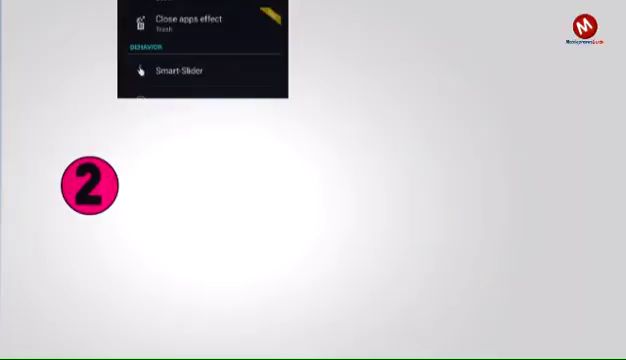 Close apps effect
Trash
BEHAVIOR
Smart-Slider
2
M